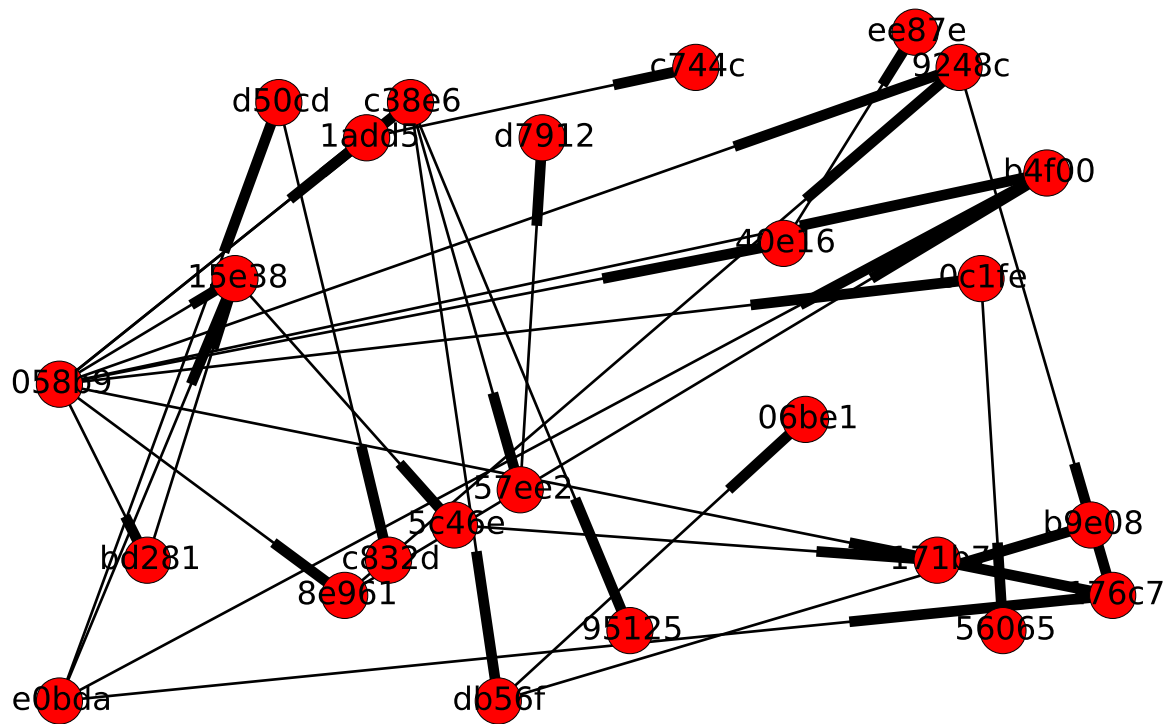 ee87e
9248c
c744c
d50cd
c38e6
1add5
d7912
b4f00
40e16
15e38
0c1fe
058b9
06be1
57ee2
5c46e
b9e08
bd281
c832d
171b7
8e961
176c7
95125
56065
e0bda
db56f